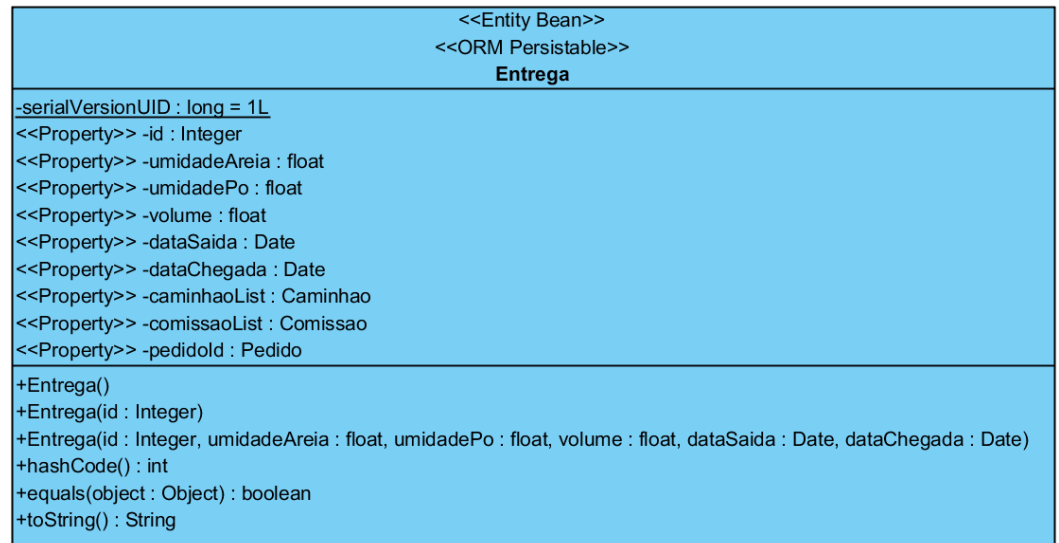 <<Entity Bean>>
<<ORM Persistable>>
Entrega
-serialVersionUID : long = 1L
<<Property>> -id : Integer
<<Property>> -umidadeAreia : float
<<Property>> -umidadePo : float
<<Property>> -volume : float
<<Property>> -dataSaida : Date
<<Property>> -dataChegada : Date
<<Property>> -caminhaoList : Caminhao
<<Property>> -comissaoList : Comissao
<<Property>> -pedidoId : Pedido
+Entrega()
+Entrega(id : Integer)
+Entrega(id : Integer, umidadeAreia : float, umidadePo : float, volume : float, dataSaida : Date, dataChegada : Date)
+hashCode() : int
+equals(object : Object) : boolean
+toString() : String